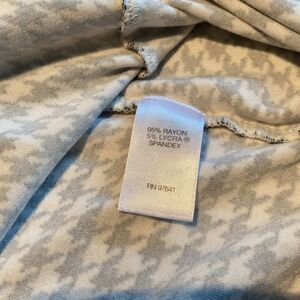 95% RAYON
5% LYCRA ®
SPANDEX
RN 97641